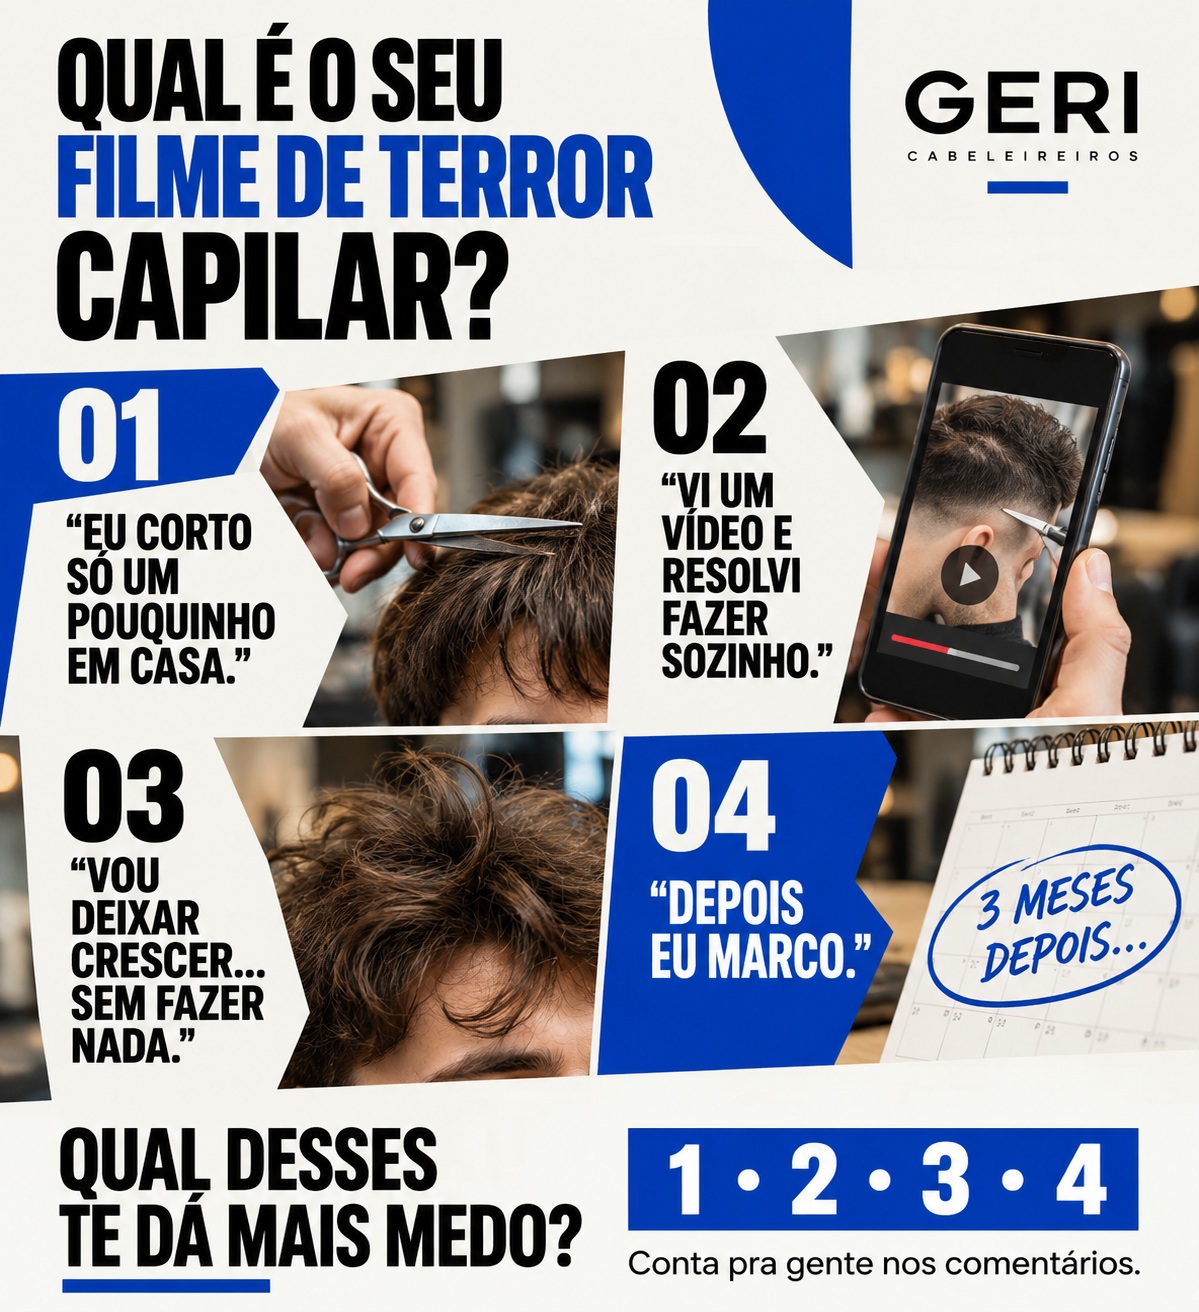 QUAL É O SEU
FILME DE TERROR
CAPILAR?
GERI
CABELEIREIROS
01
“EU CORTO
SÓ UM
POUQUINHO
EM CASA.”
02
“VI UM
VÍDEO E
RESOLVI
FAZER
SOZINHO.”
03
“VOU
DEIXAR
CRESCER...
SEM FAZER
NADA.”
04
“DEPOIS
EU MARCO.”
3 MESES
DEPOIS...
QUAL DESSES
TE DÁ MAIS MEDO?
1 • 2 • 3 • 4
Conta pra gente nos comentários.